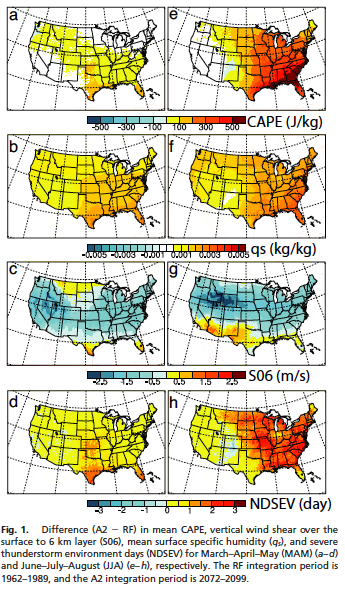 a
e
-500 -300 -100 100 300 500 CAPE (J/kg)
b
f
-0.005 -0.003 -0.001 0.001 0.003 0.005 qs (kg/kg)
c
g
-2.5 -1.5 -0.5 0.5 1.5 2.5 S06 (m/s)
d
h
-3 -2 -1 1 2 3 NDSEV (day)
Fig. 1. Difference (A2 − RF) in mean CAPE, vertical wind shear over the
surface to 6 km layer (S06), mean surface specific humidity (qs), and severe
thunderstorm environment days (NDSEV) for March–April–May (MAM) (a–d)
and June–July–August (JJA) (e–h), respectively. The RF integration period is
1962–1989, and the A2 integration period is 2072–2099.